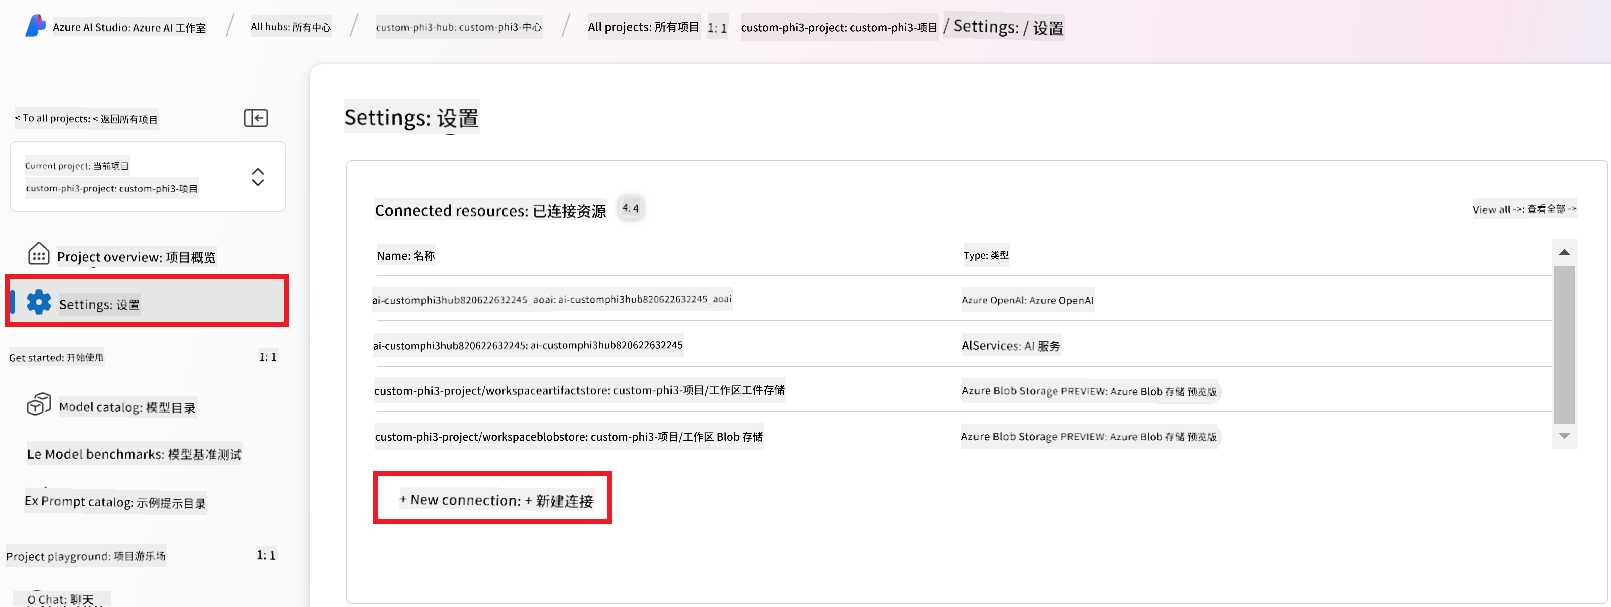 Azure AI Studio: Azure AI 工作室 / All hubs: 所有中心 / custom-phi3-hub: custom-phi3-中心 / All projects: 所有项目 1: 1 custom-phi3-project: custom-phi3-项目 / Settings: / 设置
< To all projects: < 返回所有项目
Current project: 当前项目
custom-phi3-project: custom-phi3-项目
Project overview: 项目概览
Settings: 设置
Get started: 开始使用 1: 1
Model catalog: 模型目录
Le Model benchmarks: 模型基准测试
Ex Prompt catalog: 示例提示目录
Project playground: 项目游乐场 1: 1
O Chat: 聊天
Settings: 设置
Connected resources: 已连接资源 4: 4
View all ->: 查看全部 ->
Name: 名称 Type: 类型
ai-customphi3hub820622632245_aoai: ai-customphi3hub820622632245_aoai Azure OpenAI: Azure OpenAI
ai-customphi3hub820622632245: ai-customphi3hub820622632245 AIServices: AI 服务
custom-phi3-project/workspaceartifactstore: custom-phi3-项目/工作区工件存储 Azure Blob Storage PREVIEW: Azure Blob 存储 预览版
custom-phi3-project/workspaceblobstore: custom-phi3-项目/工作区 Blob 存储 Azure Blob Storage PREVIEW: Azure Blob 存储 预览版
+ New connection: + 新建连接